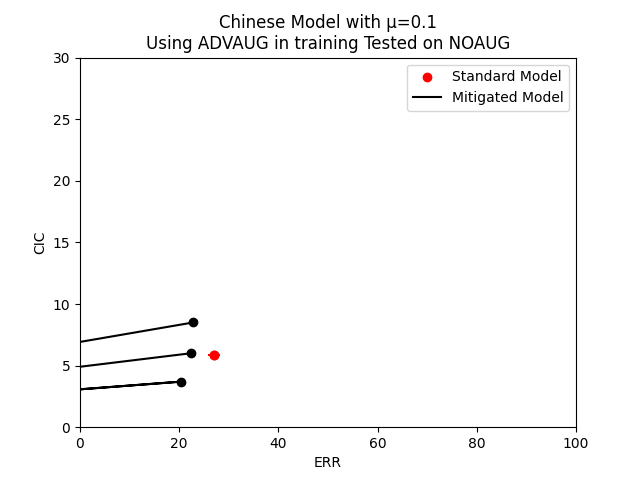 Chinese Model with μ=0.1
Using ADVAUG in training Tested on NOAUG
Standard Model
Mitigated Model
CIC
30
25
20
15
10
5
0
0 20 40 60 80 100
ERR